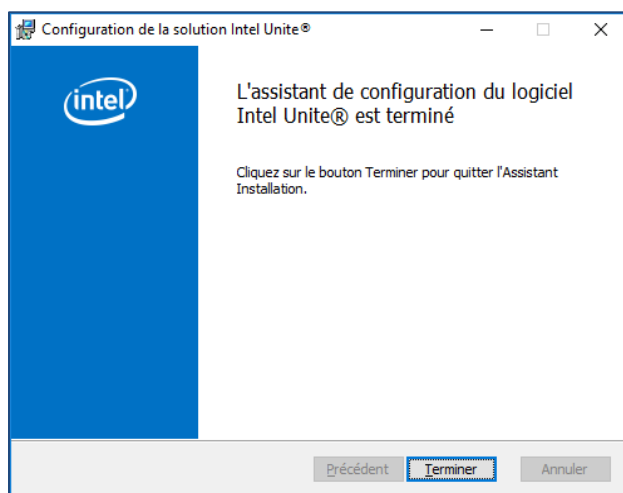 Configuration de la solution Intel Unite®
intel
L'assistant de configuration du logiciel
Intel Unite® est terminé
Cliquez sur le bouton Terminer pour quitter l'Assistant
Installation.
Précédent
Terminer
Annuler